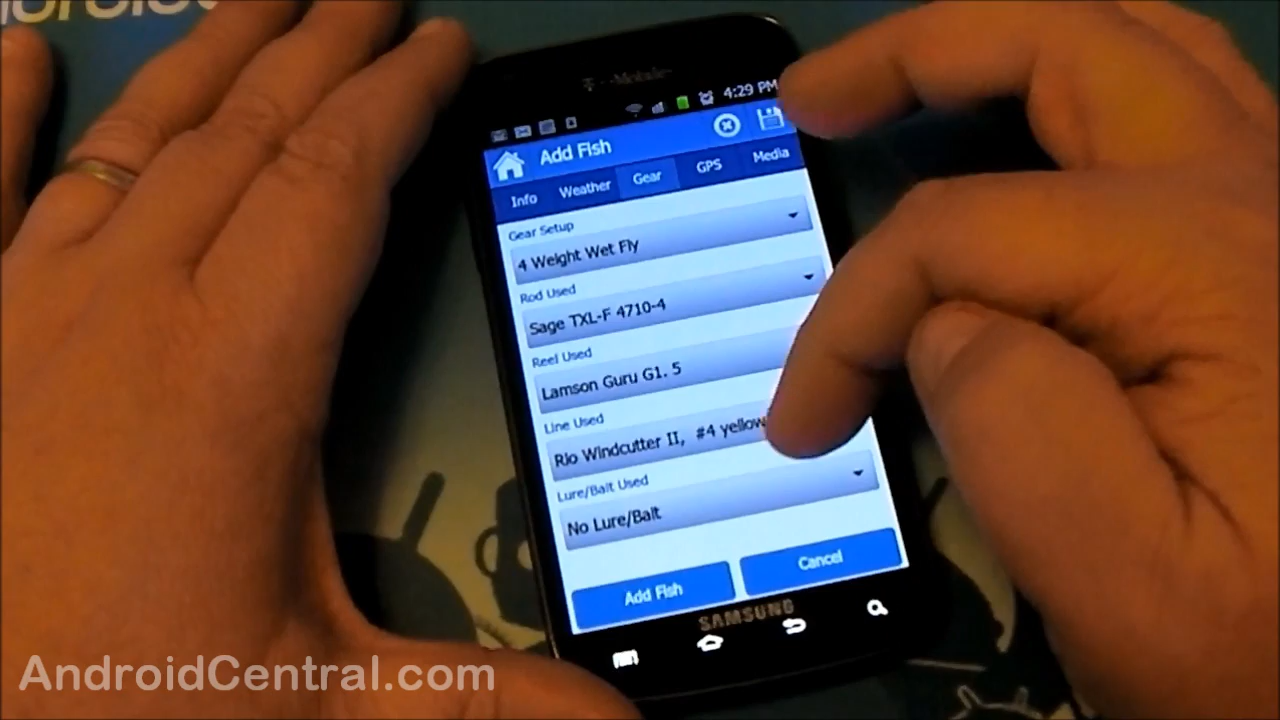 T-Mobile
4:29 PM
Add Fish
Info Weather Gear GPS Media
Gear Setup
4 Weight Wet Fly
Rod Used
Sage TXL-F 4710-4
Reel Used
Lamson Guru G1. 5
Line Used
Rio Windcutter II, #4 yellow
Lure/Bait Used
No Lure/Bait
Add Fish Cancel
SAMSUNG
AndroidCentral.com